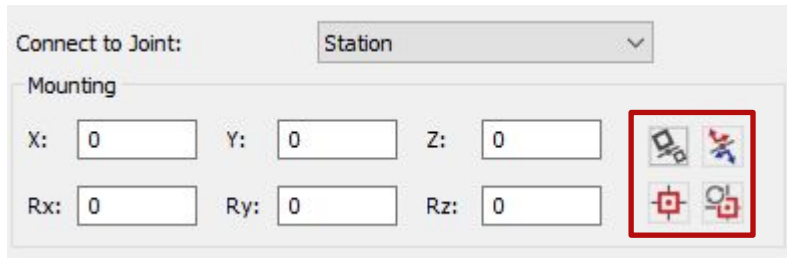 Connect to Joint: Station
Mounting
X: 0 Y: 0 Z: 0
Rx: 0 Ry: 0 Rz: 0